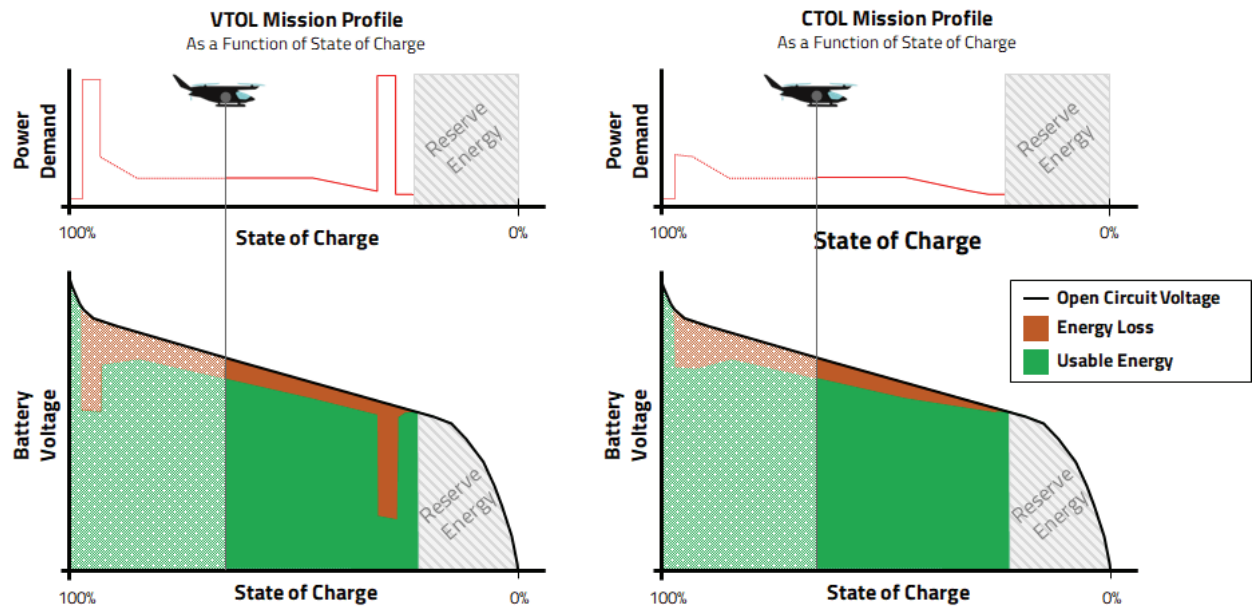 VTOL Mission Profile
As a Function of State of Charge
Power
Demand
Reserve
Energy
100%
State of Charge
0%
Battery
Voltage
Reserve
Energy
100%
State of Charge
0%
CTOL Mission Profile
As a Function of State of Charge
Power
Demand
Reserve
Energy
100%
State of Charge
0%
Open Circuit Voltage
Energy Loss
Usable Energy
Battery
Voltage
Reserve
Energy
100%
State of Charge
0%